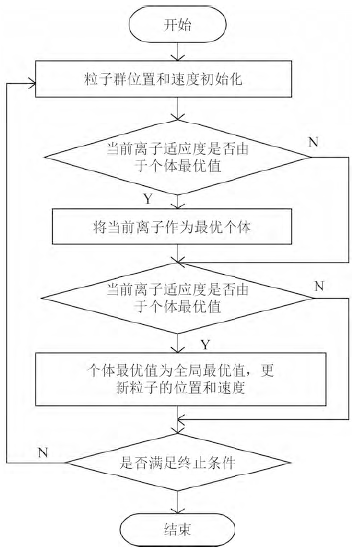 开始
粒子群位置和速度初始化
当前离子适应度是否由
于个体最优值
N
Y
将当前离子作为最优个体
当前离子适应度是否由
于个体最优值
N
Y
个体最优值为全局最优值，更
新粒子的位置和速度
N
是否满足终止条件
结束